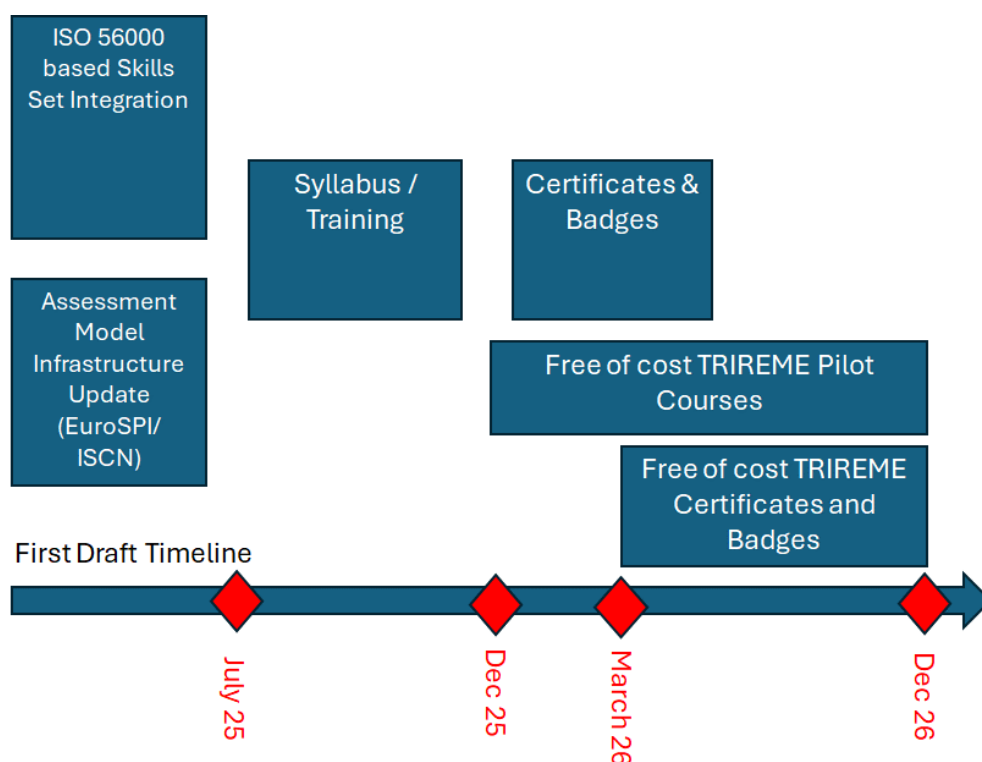 ISO 56000
based Skills
Set Integration
Syllabus /
Training
Certificates &
Badges
Assessment
Model
Infrastructure
Update
(EuroSPI/
ISCN)
Free of cost TRIREME Pilot
Courses
Free of cost TRIREME
Certificates and
Badges
First Draft Timeline
July 25
Dec 25
March 26
Dec 26